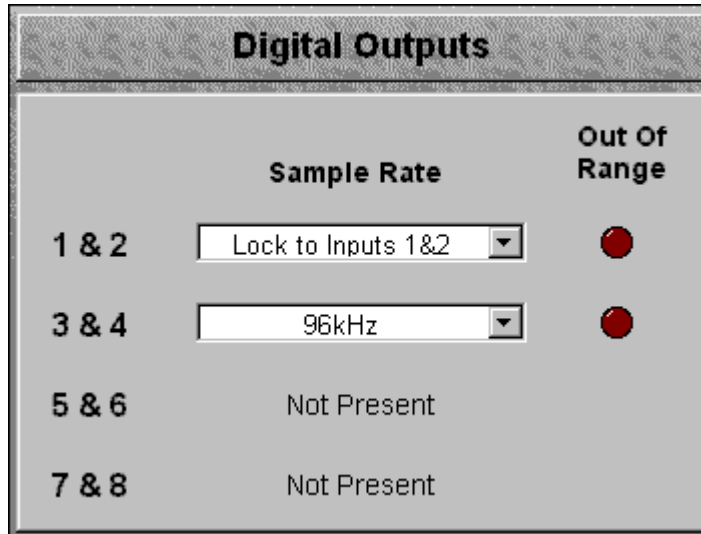 Digital Outputs
Sample Rate
Out Of
Range
1 & 2
Lock to Inputs 1&2
3 & 4
96kHz
5 & 6
Not Present
7 & 8
Not Present